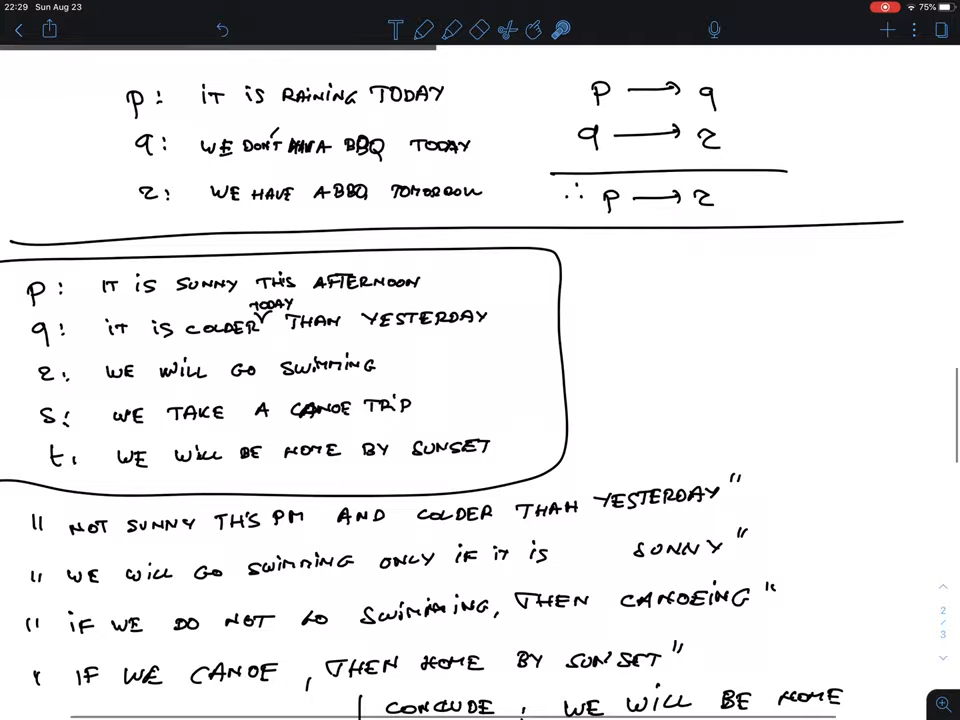 22:29 Sun Aug 23
75%
p: IT IS RAINING TODAY
p → q
q: WE DON'T HAVE A BBQ TODAY
q → r
r: WE HAVE A BBQ TOMORROW
∴ p → r
p: IT IS SUNNY THIS AFTERNOON
TODAY
q: IT IS COLDER THAN YESTERDAY
r: WE WILL GO SWIMMING
s: WE TAKE A CANOE TRIP
t: WE WILL BE HOME BY SUNSET
"NOT SUNNY THIS PM AND COLDER THAN YESTERDAY"
"WE WILL GO SWIMMING ONLY IF IT IS SUNNY"
"IF WE DO NOT GO SWIMMING, THEN CANOEING"
"IF WE CANOE, THEN HOME BY SUNSET"
CONCLUDE: WE WILL BE HOME
2
3